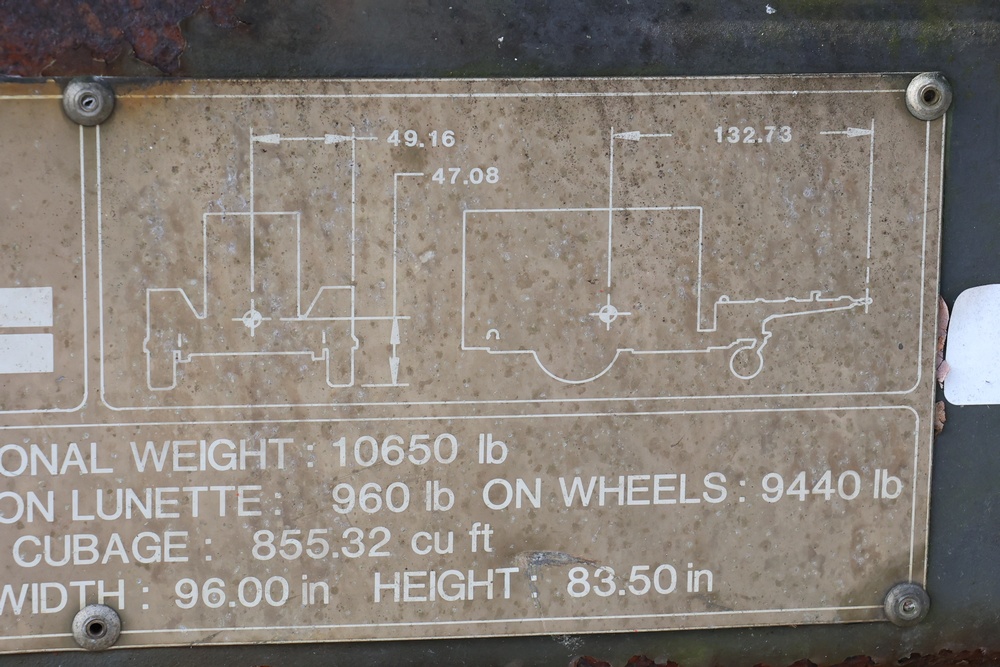 49.16
132.73
47.08
ONAL WEIGHT : 10650 lb
ON LUNETTE : 960 lb ON WHEELS : 9440 lb
CUBAGE : 855.32 cu ft
WIDTH : 96.00 in HEIGHT : 83.50 in